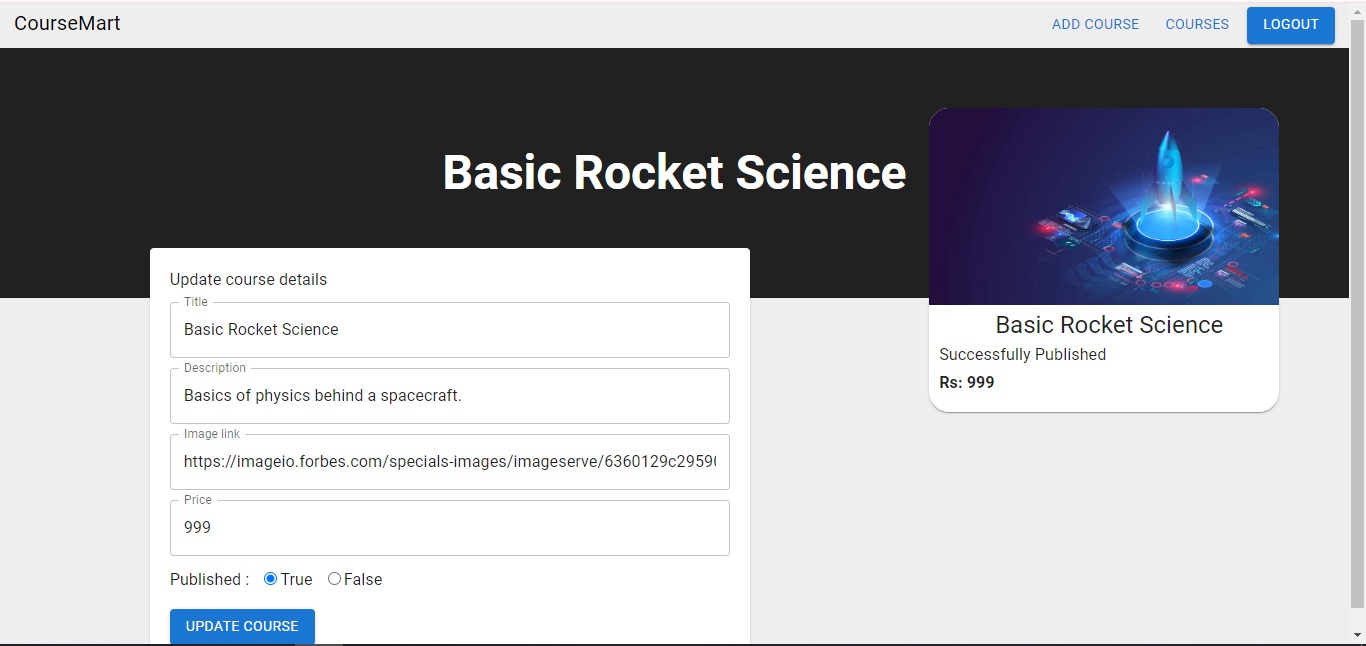 CourseMart
ADD COURSE
COURSES
LOGOUT
Basic Rocket Science
Update course details
Title
Basic Rocket Science
Description
Basics of physics behind a spacecraft.
Image link
https://imageio.forbes.com/specials-images/imageserve/6360129c2959
Price
999
Published : True False
UPDATE COURSE
Basic Rocket Science
Successfully Published
Rs: 999